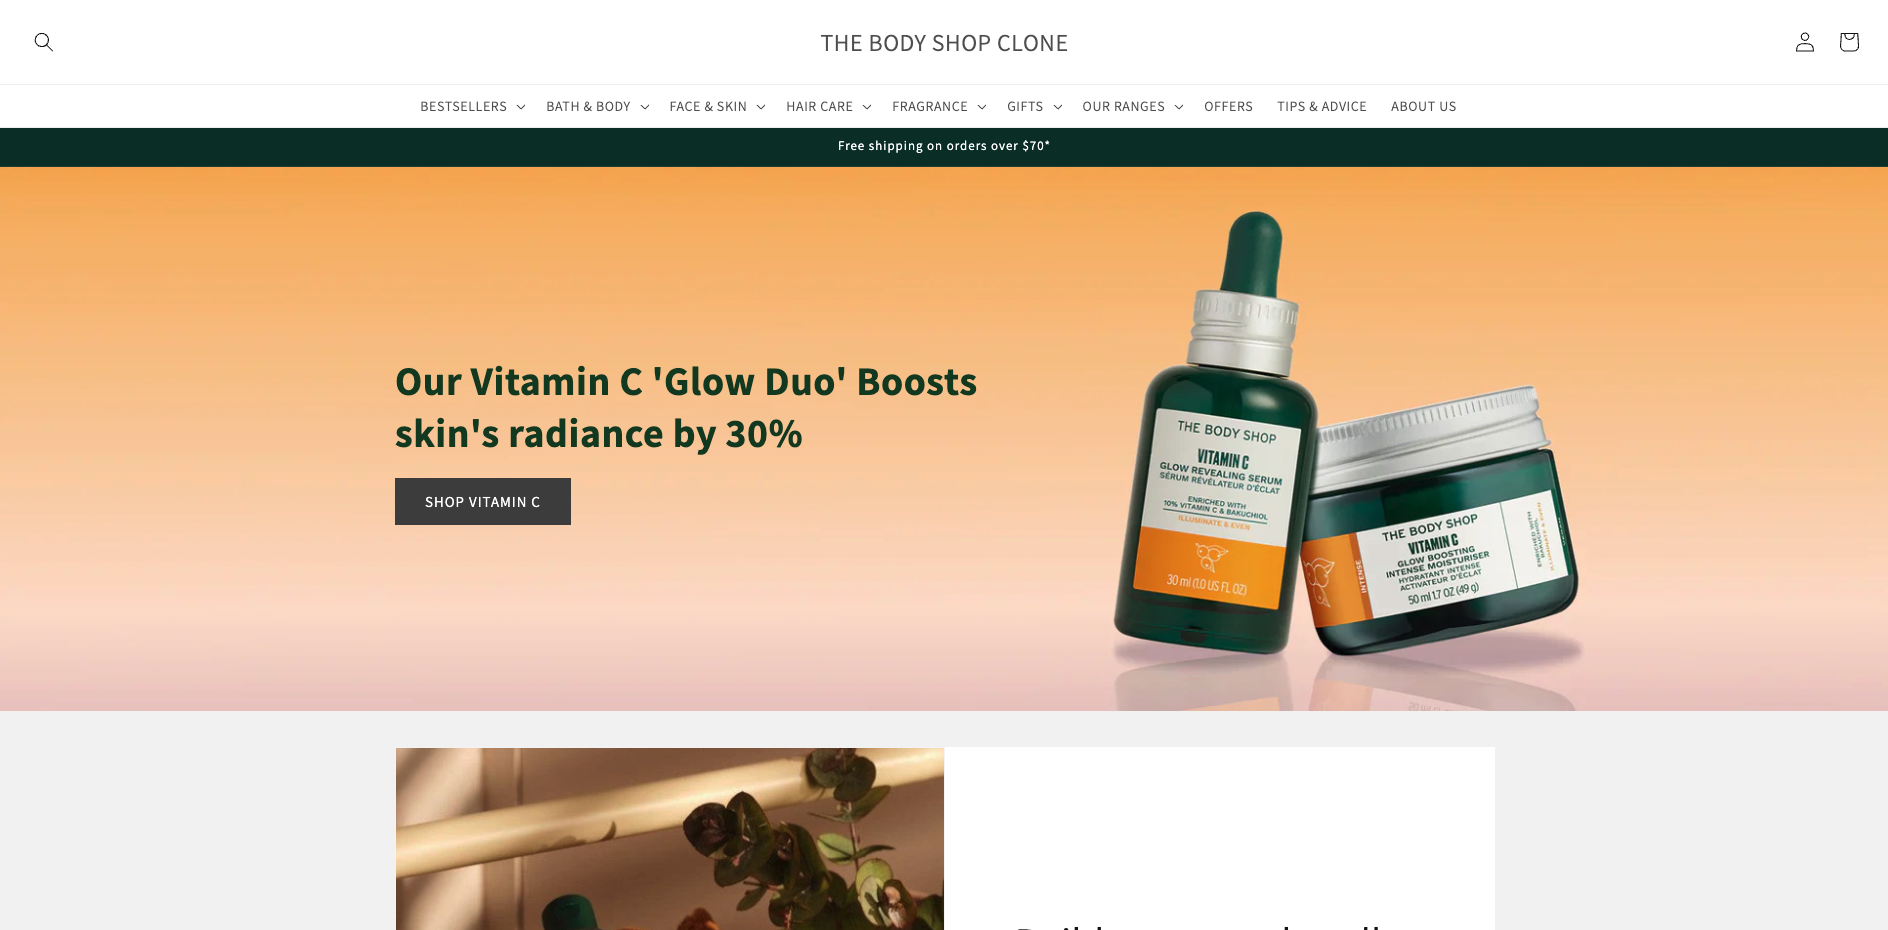 THE BODY SHOP CLONE
BESTSELLERS BATH & BODY FACE & SKIN HAIR CARE FRAGRANCE GIFTS OUR RANGES OFFERS TIPS & ADVICE ABOUT US
Free shipping on orders over $70*
Our Vitamin C 'Glow Duo' Boosts
skin's radiance by 30%
SHOP VITAMIN C
THE BODY SHOP
VITAMIN C
GLOW REVEALING SERUM
SÉRUM RÉVÉLATEUR D'ÉCLAT
ENRICHED WITH
10% VITAMIN C & BAKUCHIOL
ILLUMINATE & EVEN
30 ml (1.0 US FL OZ)
INTENSE
THE BODY SHOP
VITAMIN C
GLOW BOOSTING
INTENSE MOISTURISER
HYDRATANT INTENSE
ACTIVATEUR D'ÉCLAT
50 ml 1.7 OZ (49 g)
ENRICHED WITH
BAKUCHIOL
ILLUMINATE & EVEN